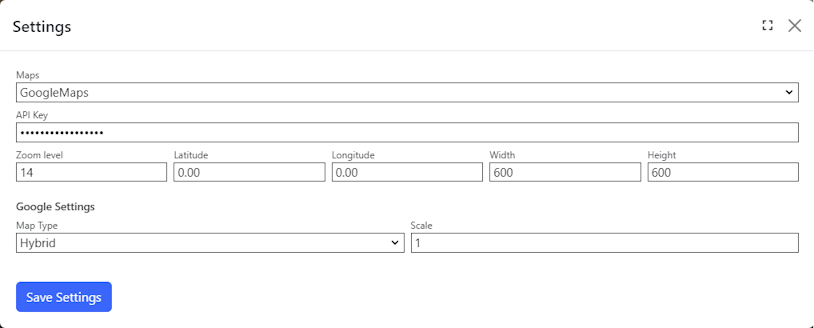 Settings
Maps
GoogleMaps
API Key
•••••••••••••••••
Zoom level Latitude Longitude Width Height
14 0.00 0.00 600 600
Google Settings
Map Type Scale
Hybrid 1
Save Settings